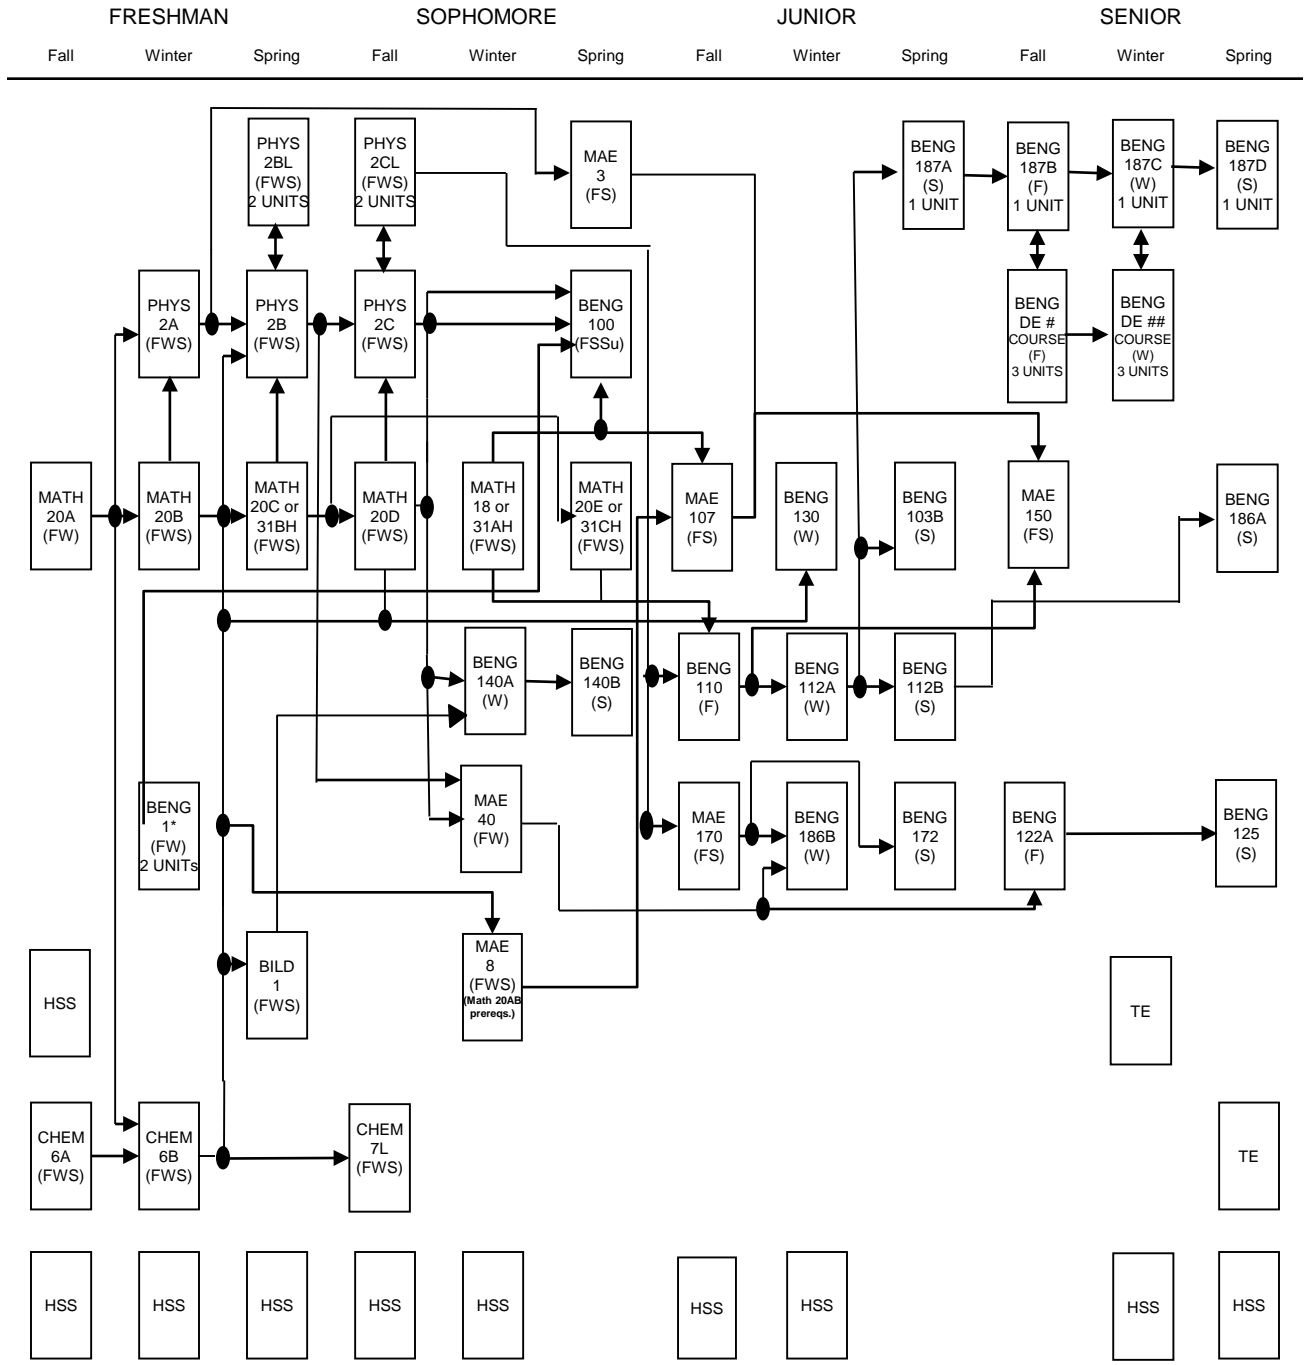 FRESHMAN
SOPHOMORE
JUNIOR
SENIOR
Fall
Winter
Spring
Fall
Winter
Spring
Fall
Winter
Spring
Fall
Winter
Spring
PHYS
2BL
(FWS)
2 UNITS
PHYS
2CL
(FWS)
2 UNITS
MAE
3
(FS)
BENG
187A
(S)
1 UNIT
BENG
187B
(F)
1 UNIT
BENG
187C
(W)
1 UNIT
BENG
187D
(S)
1 UNIT
PHYS
2A
(FWS)
PHYS
2B
(FWS)
PHYS
2C
(FWS)
BENG
100
(FSSu)
BENG
DE #
COURSE
(F)
3 UNITS
BENG
DE ##
COURSE
(W)
3 UNITS
MATH
20A
(FW)
MATH
20B
(FWS)
MATH
20C or
31BH
(FWS)
MATH
20D
(FWS)
MATH
18 or
31AH
(FWS)
MATH
20E or
31CH
(FWS)
MAE
107
(FS)
BENG
130
(W)
BENG
103B
(S)
MAE
150
(FS)
BENG
186A
(S)
BENG
140A
(W)
BENG
140B
(S)
BENG
110
(F)
BENG
112A
(W)
BENG
112B
(S)
BENG
1*
(FW)
2 UNITs
MAE
40
(FW)
MAE
170
(FS)
BENG
186B
(W)
BENG
172
(S)
BENG
122A
(F)
BENG
125
(S)
HSS
BILD
1
(FWS)
MAE
8
(FWS)
(Math 20AB
prereqs.)
TE
CHEM
6A
(FWS)
CHEM
6B
(FWS)
CHEM
7L
(FWS)
TE
HSS
HSS
HSS
HSS
HSS
HSS
HSS
HSS
HSS